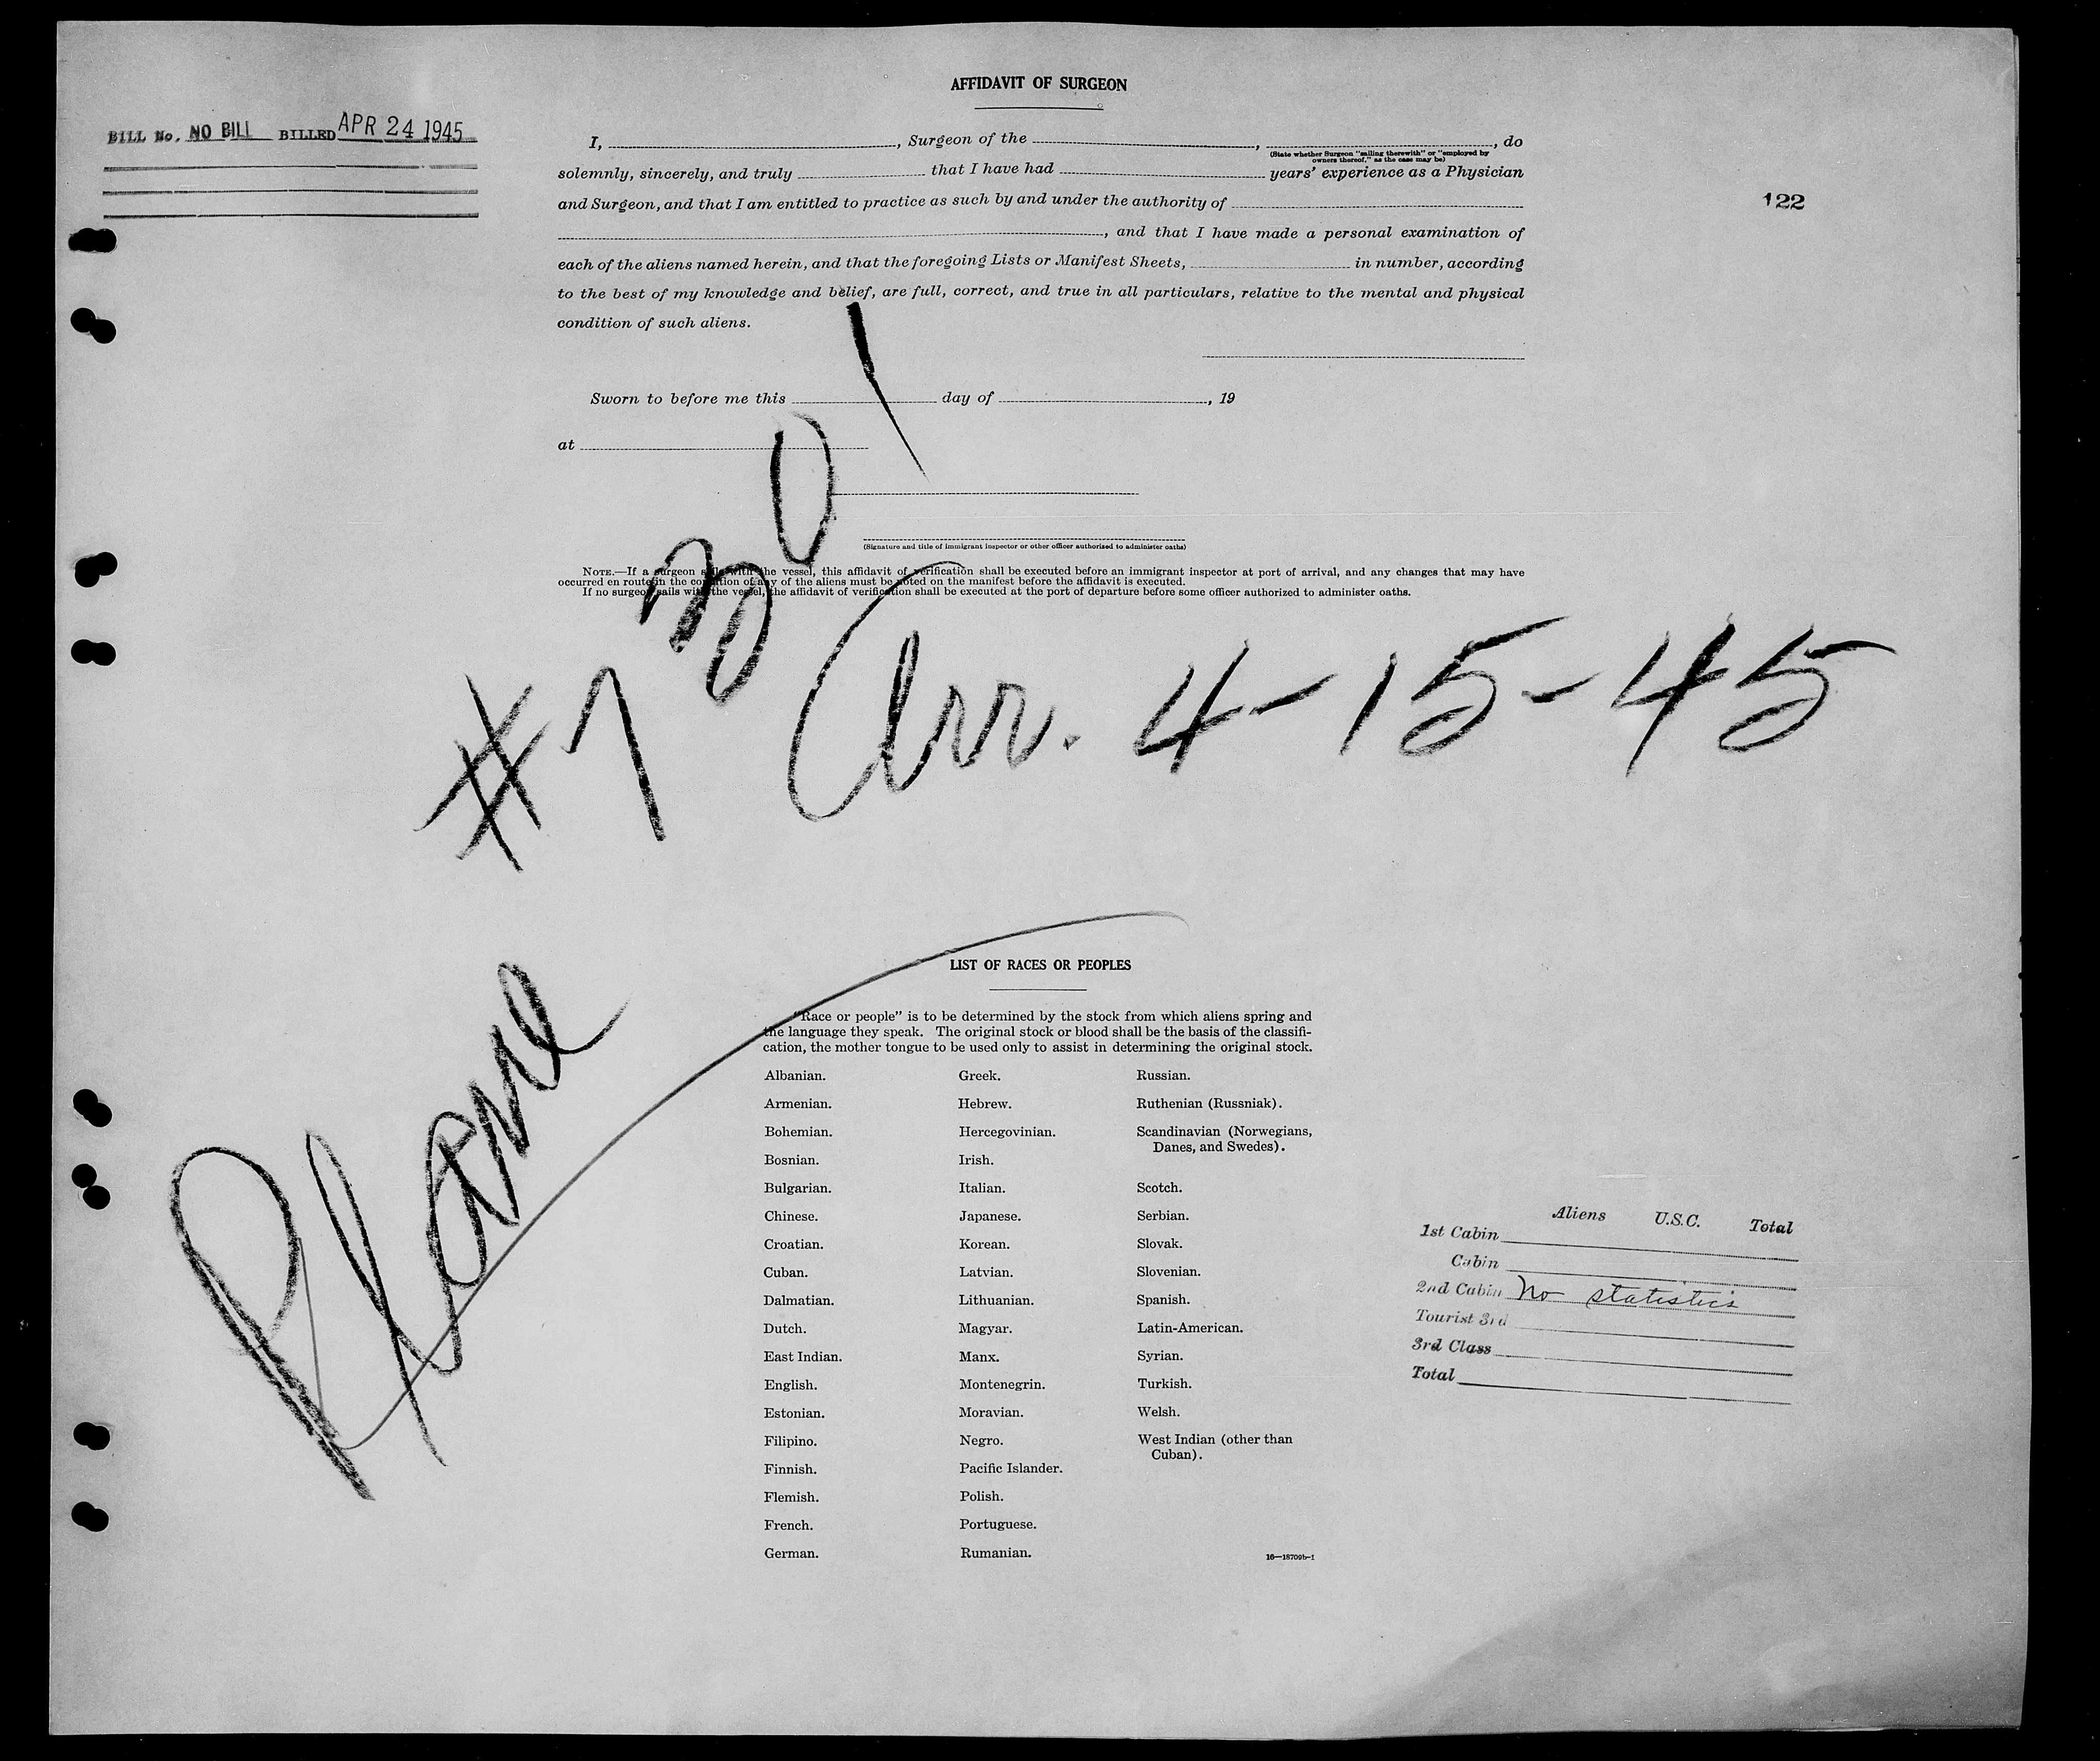 AFFIDAVIT OF SURGEON
BILL No. NO BILL BILLED APR 24 1945
I, , Surgeon of the , , do
(State whether Surgeon "sailing therewith" or "employed by
owners thereof," as the case may be)
solemnly, sincerely, and truly that I have had years' experience as a Physician
and Surgeon, and that I am entitled to practice as such by and under the authority of
122
, and that I have made a personal examination of
each of the aliens named herein, and that the foregoing Lists or Manifest Sheets, in number, according
to the best of my knowledge and belief, are full, correct, and true in all particulars, relative to the mental and physical
condition of such aliens.
Sworn to before me this day of , 19
at
(Signature and title of immigrant inspector or other officer authorized to administer oaths)
NOTE.—If a surgeon sails with the vessel, this affidavit of verification shall be executed before an immigrant inspector at port of arrival, and any changes that may have
occurred en route in the condition of any of the aliens must be noted on the manifest before the affidavit is executed.
If no surgeon sails with the vessel, the affidavit of verification shall be executed at the port of departure before some officer authorized to administer oaths.
#7301
Arr. 4-15-45
Plane
LIST OF RACES OR PEOPLES
"Race or people" is to be determined by the stock from which aliens spring and
the language they speak. The original stock or blood shall be the basis of the classifi-
cation, the mother tongue to be used only to assist in determining the original stock.
Albanian.
Armenian.
Bohemian.
Bosnian.
Bulgarian.
Chinese.
Croatian.
Cuban.
Dalmatian.
Dutch.
East Indian.
English.
Estonian.
Filipino.
Finnish.
Flemish.
French.
German.
Greek.
Hebrew.
Hercegovinian.
Irish.
Italian.
Japanese.
Korean.
Latvian.
Lithuanian.
Magyar.
Manx.
Montenegrin.
Moravian.
Negro.
Pacific Islander.
Polish.
Portuguese.
Rumanian.
Russian.
Ruthenian (Russniak).
Scandinavian (Norwegians,
Danes, and Swedes).
Scotch.
Serbian.
Slovak.
Slovenian.
Spanish.
Latin-American.
Syrian.
Turkish.
Welsh.
West Indian (other than
Cuban).
16—18709b-1
Aliens U.S.C. Total
1st Cabin
Cabin
2nd Cabin No statistics
Tourist 3rd
3rd Class
Total